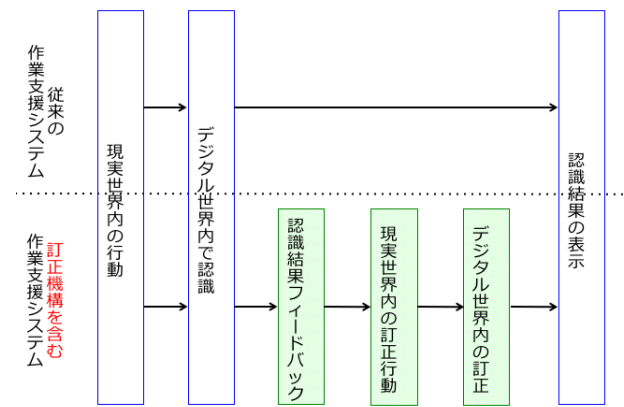 従来の
作業支援システム
訂正機構を含む
作業支援システム
現実世界内の行動
デジタル世界内で認識
認識結果フィードバック
現実世界内の訂正行動
デジタル世界内の訂正
認識結果の表示